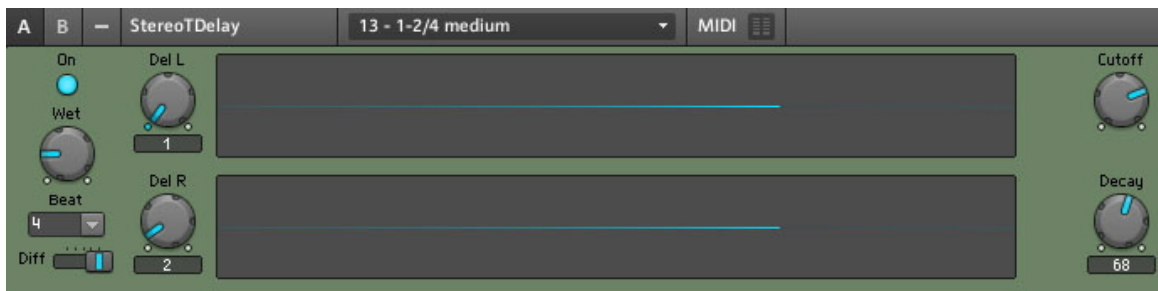 A B – StereoTDelay 13 - 1-2/4 medium MIDI
On Del L Cutoff
Wet
1
Del R Decay
Beat
4
Diff 2 68